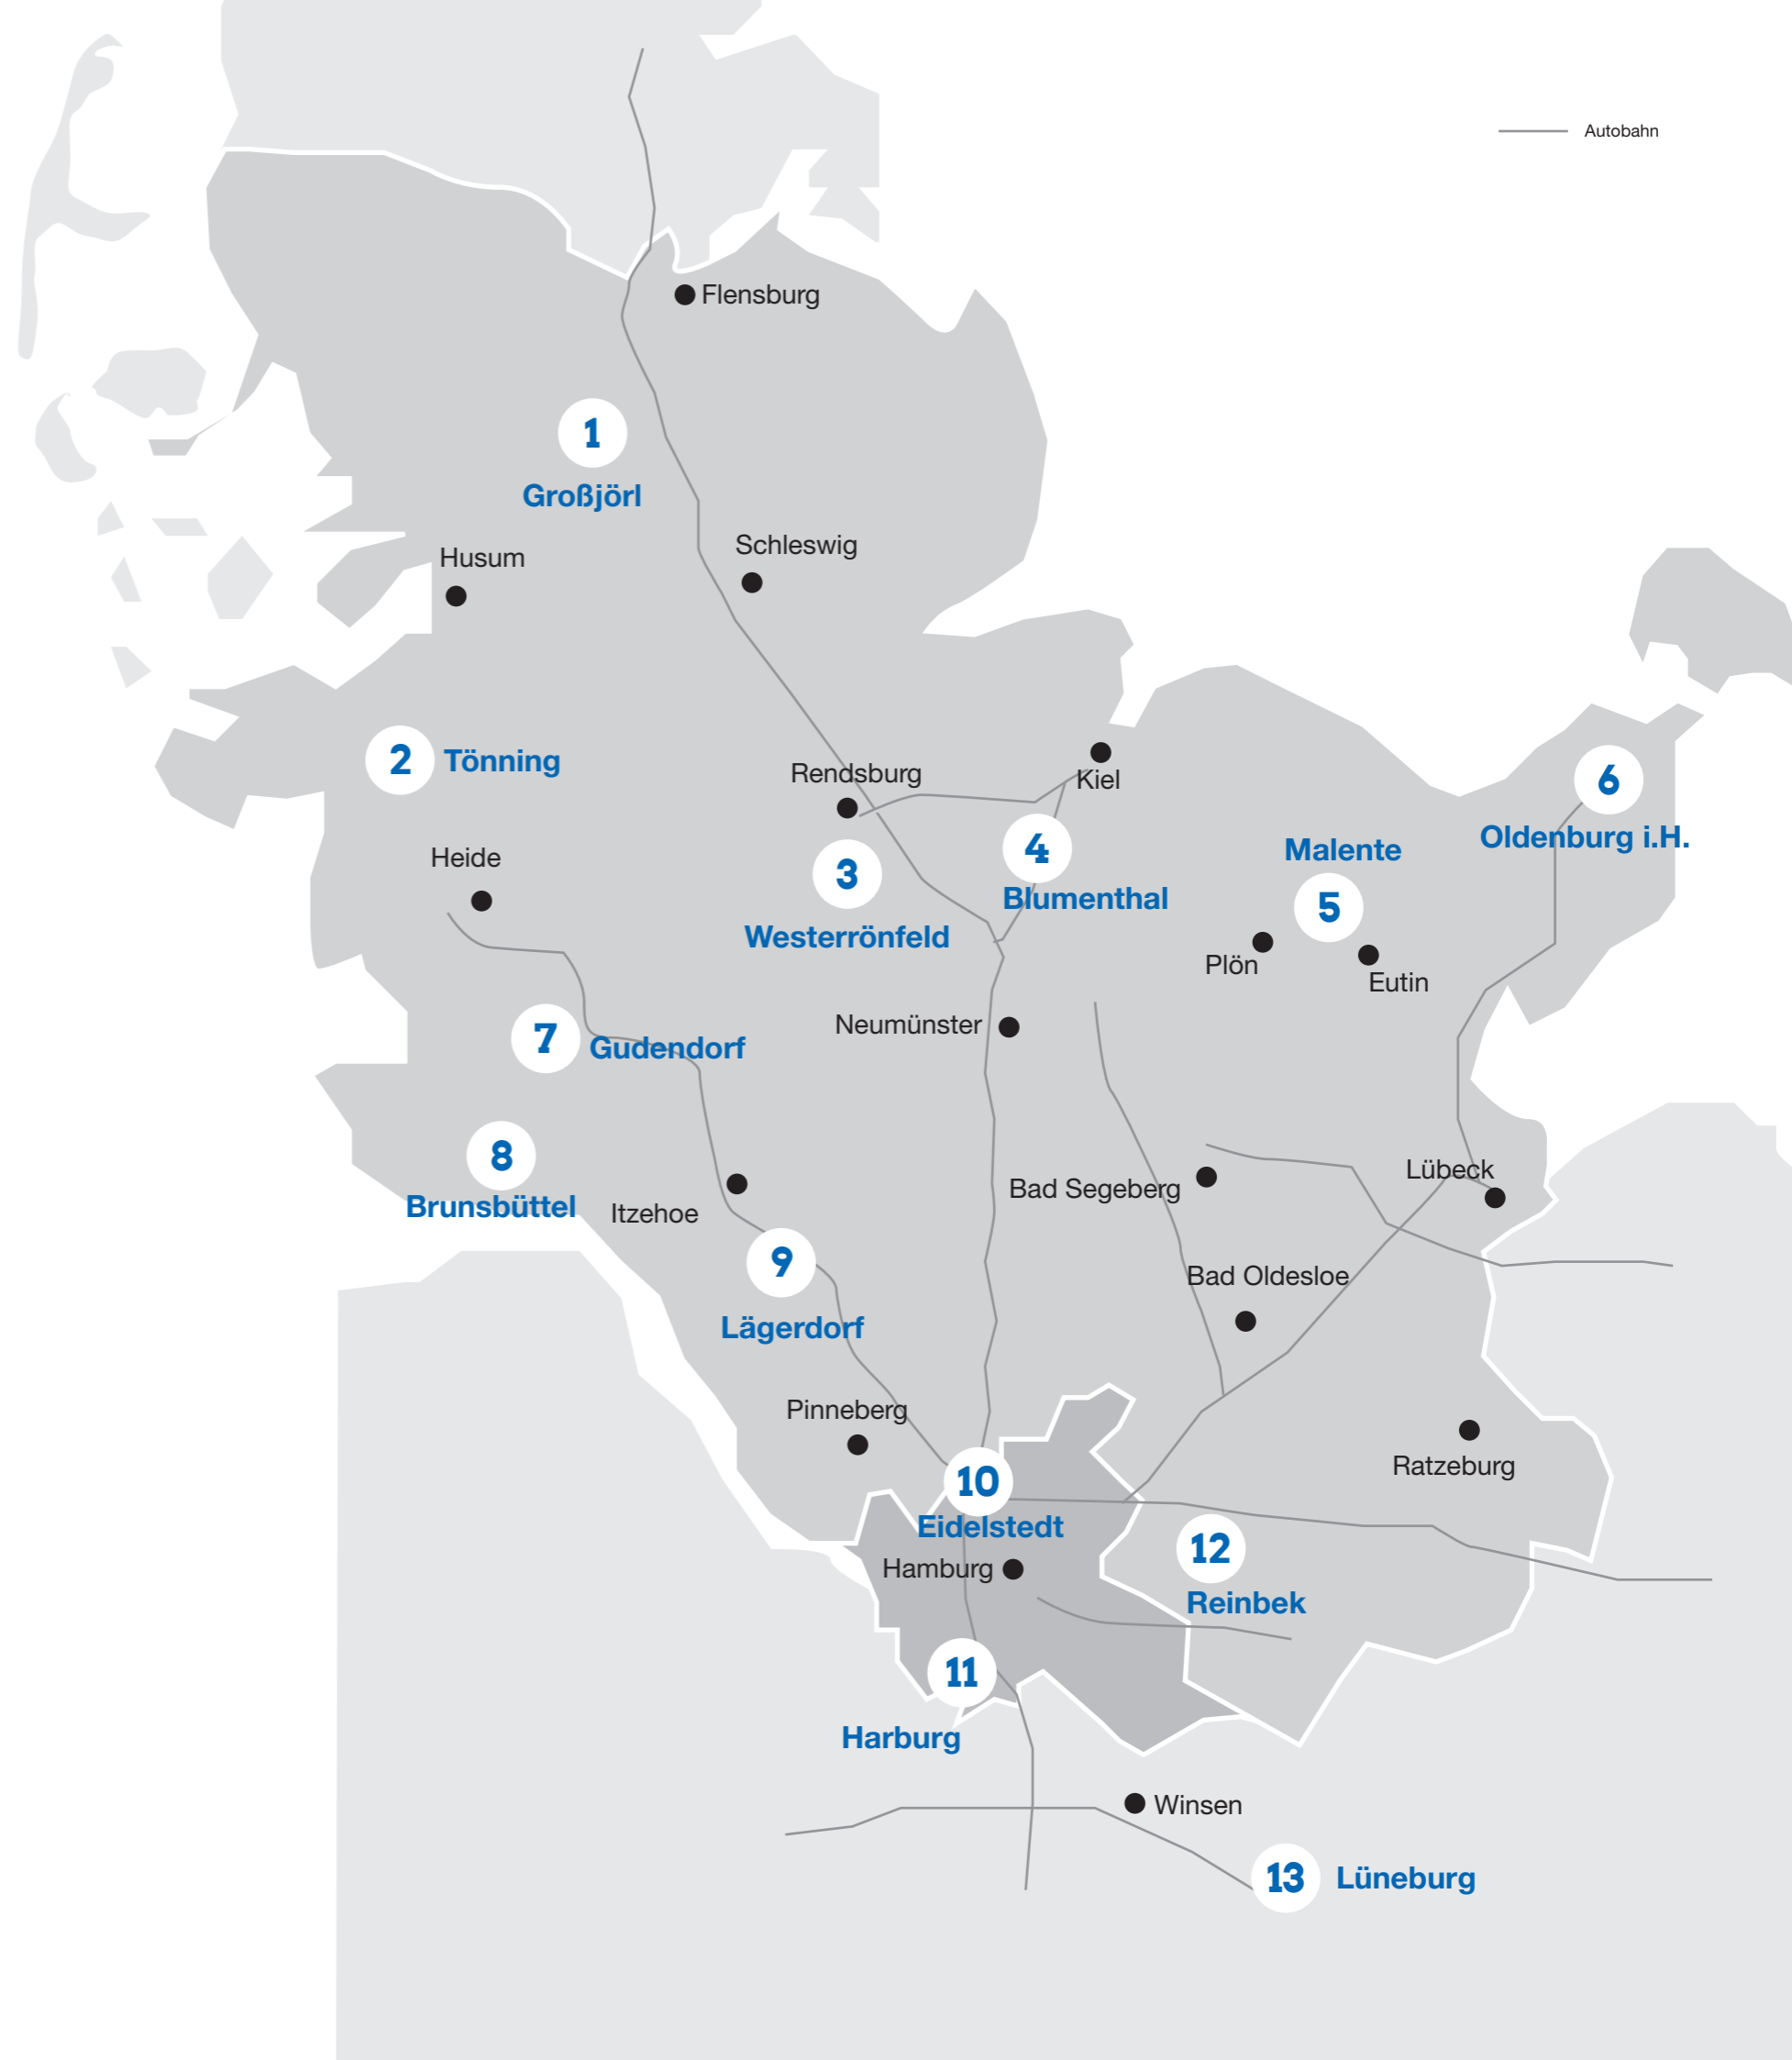 Autobahn
Flensburg
1
Großjörl
Schleswig
Husum
2 Tönning
Rendsburg
Kiel
6
Oldenburg i.H.
4
Blumenthal
Malente
5
Heide
3
Westerrönfeld
Plön
Eutin
Neumünster
7 Gudendorf
8
Brunsbüttel
Itzehoe
Bad Segeberg
Lübeck
9
Lägerdorf
Bad Oldesloe
Pinneberg
Ratzeburg
10
Eidelstedt
Hamburg
12
Reinbek
11
Harburg
Winsen
13 Lüneburg